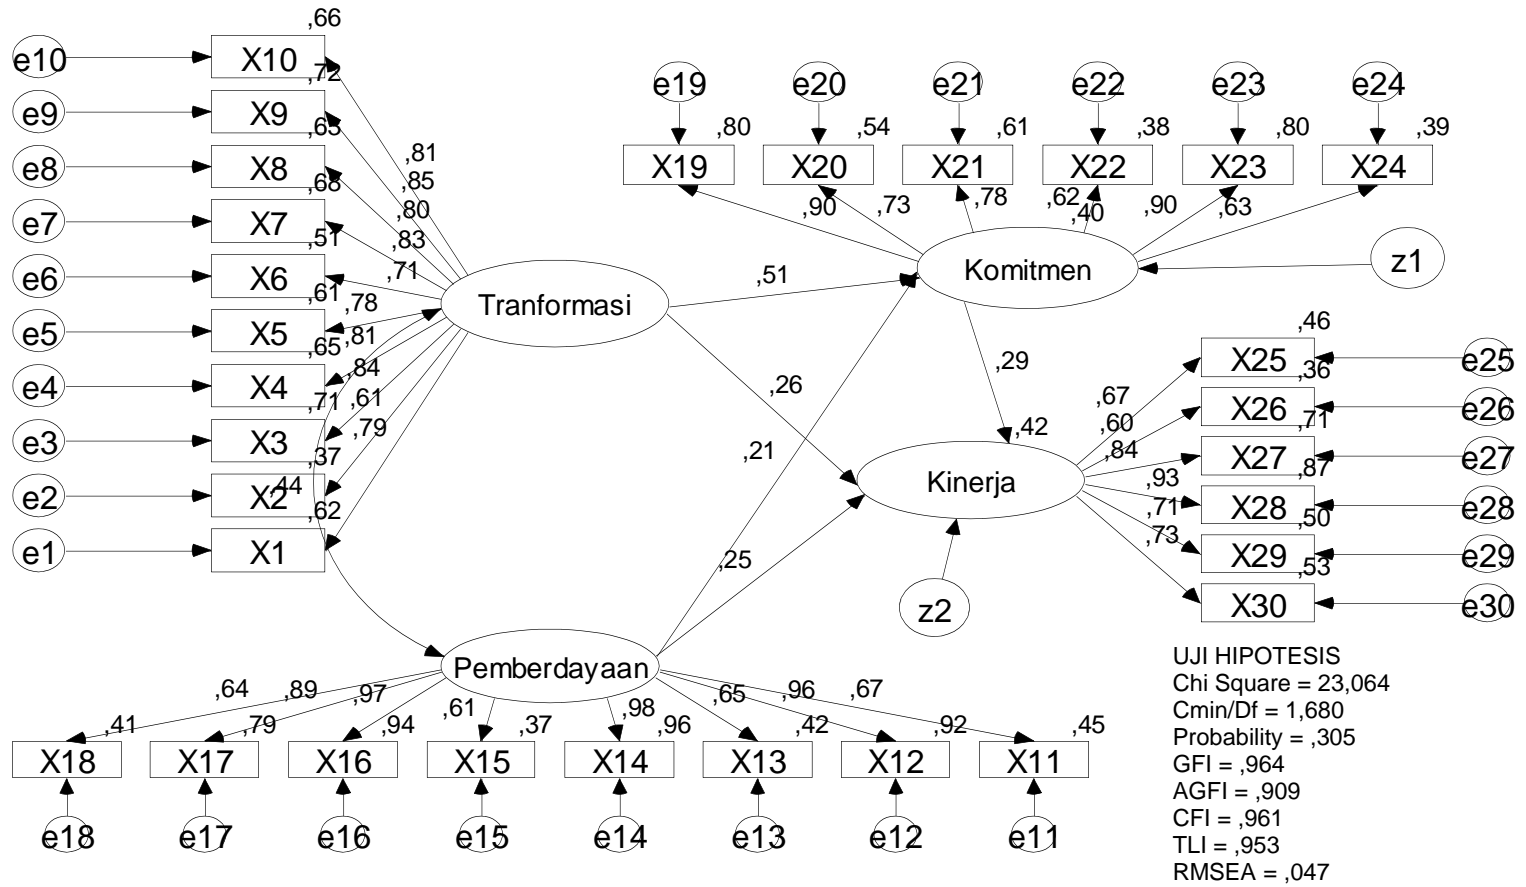 ,66
e10 X10
,72
e9 X9
,65
e8 X8
,68
e7 X7
,51
e6 X6
,61
e5 X5
,65
e4 X4
,71
e3 X3
,37
e2 X2
,62
e1 X1
,81
,85
,80
,83
,71
,78
,81
,84
,61
,79
,44
Tranformasi
e19 e20 e21 e22 e23 e24
,80 ,54 ,61 ,38 ,80 ,39
X19 X20 X21 X22 X23 X24
,90 ,73 ,78 ,62 ,40 ,90 ,63
Komitmen
z1
,51
,26
,29
,21
,25
,42
Kinerja
z2
,46
X25 e25
,36
X26 e26
,71
X27 e27
,87
X28 e28
,50
X29 e29
,53
X30 e30
,67
,60
,84
,93
,71
,73
Pemberdayaan
,64 ,89 ,97 ,61 ,98 ,65 ,96 ,67
,41 ,79 ,94 ,37 ,96 ,42 ,92 ,45
X18 X17 X16 X15 X14 X13 X12 X11
e18 e17 e16 e15 e14 e13 e12 e11
UJI HIPOTESIS
Chi Square = 23,064
Cmin/Df = 1,680
Probability = ,305
GFI = ,964
AGFI = ,909
CFI = ,961
TLI = ,953
RMSEA = ,047